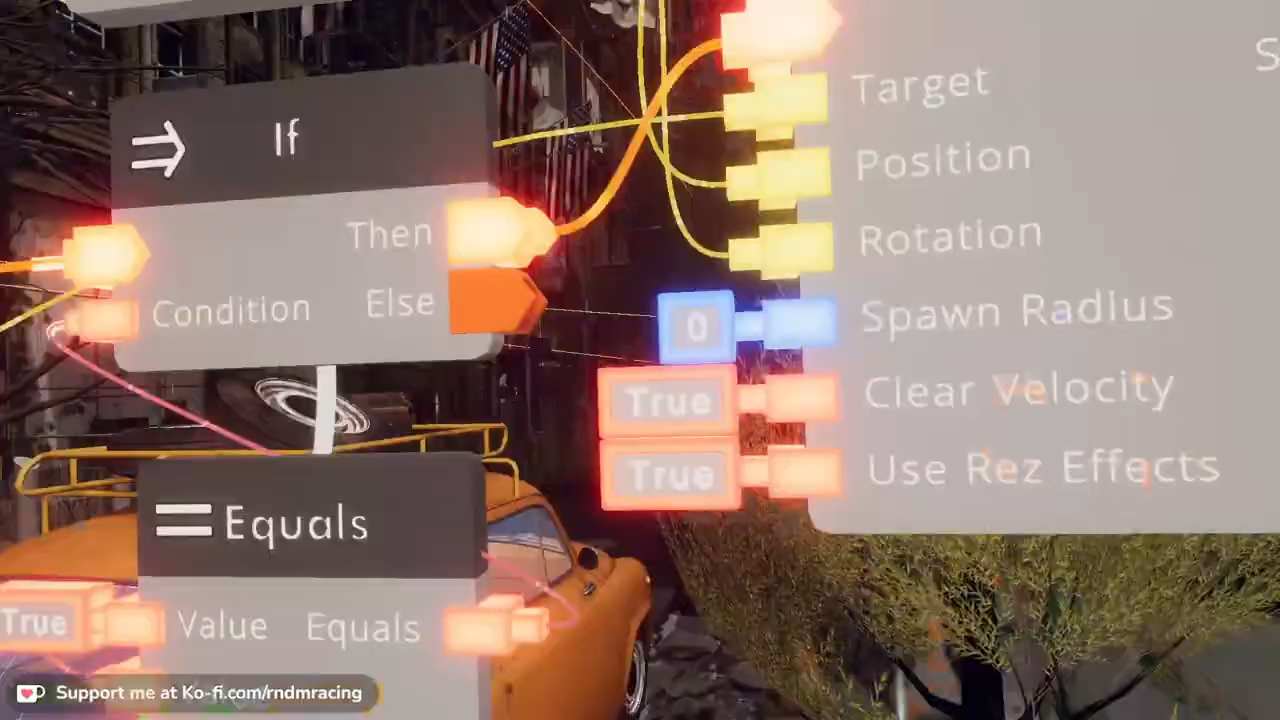 If
Then
Condition
Else
Equals
True
Value
Equals
Target
Position
Rotation
0
Spawn Radius
True
Clear Velocity
True
Use Rez Effects
S
Support me at Ko-fi.com/rndmracing